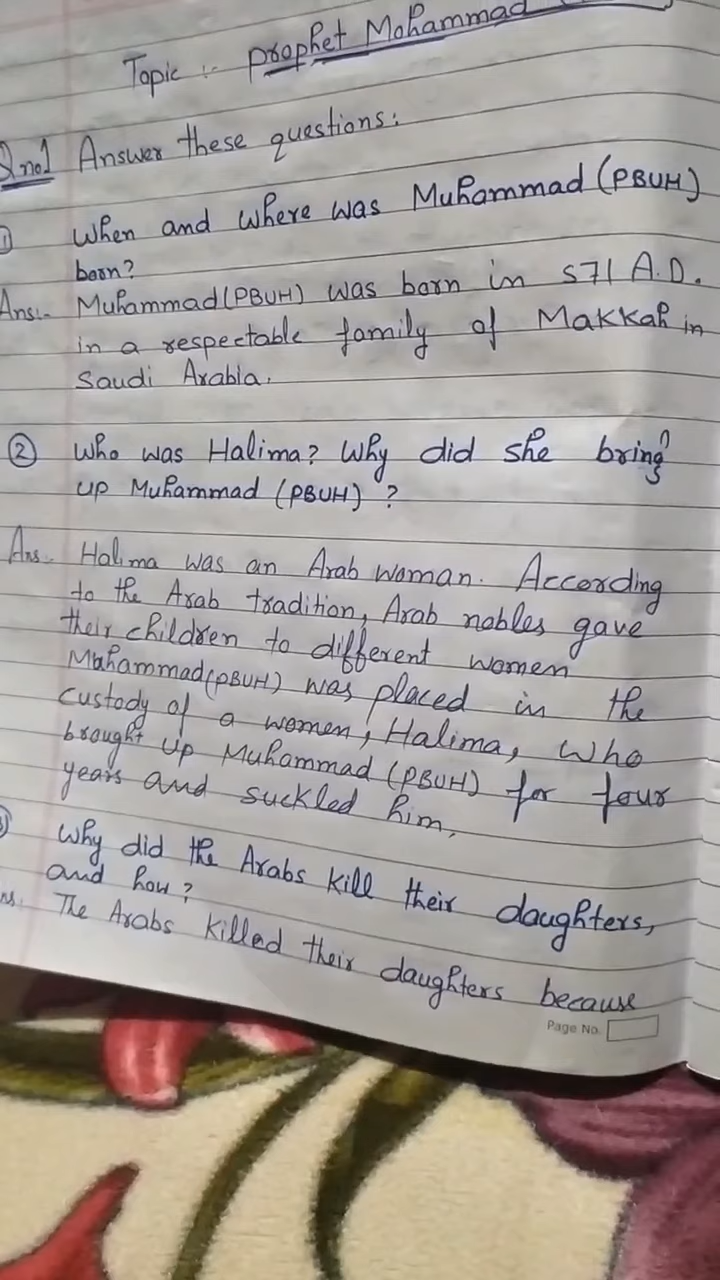 Topic :- Prophet Mohammad
Q no1 Answer these questions:
1 When and where was Muhammad (PBUH)
born?
Ans:- Muhammad (PBUH) was born in 571 A.D.
in a respectable family of Makkah in
Saudi Arabia.
2 Who was Halima? Why did she bring
up Muhammad (PBUH) ?
Ans:- Halima was an Arab woman. According
to the Arab tradition, Arab nobles gave
their children to different women
Muhammad (PBUH) was placed in the
custody of a women, Halima, who
brought up Muhammad (PBUH) for four
years and suckled him,
Why did the Arabs kill their daughters,
and how?
The Arabs killed their daughters because
Page No.